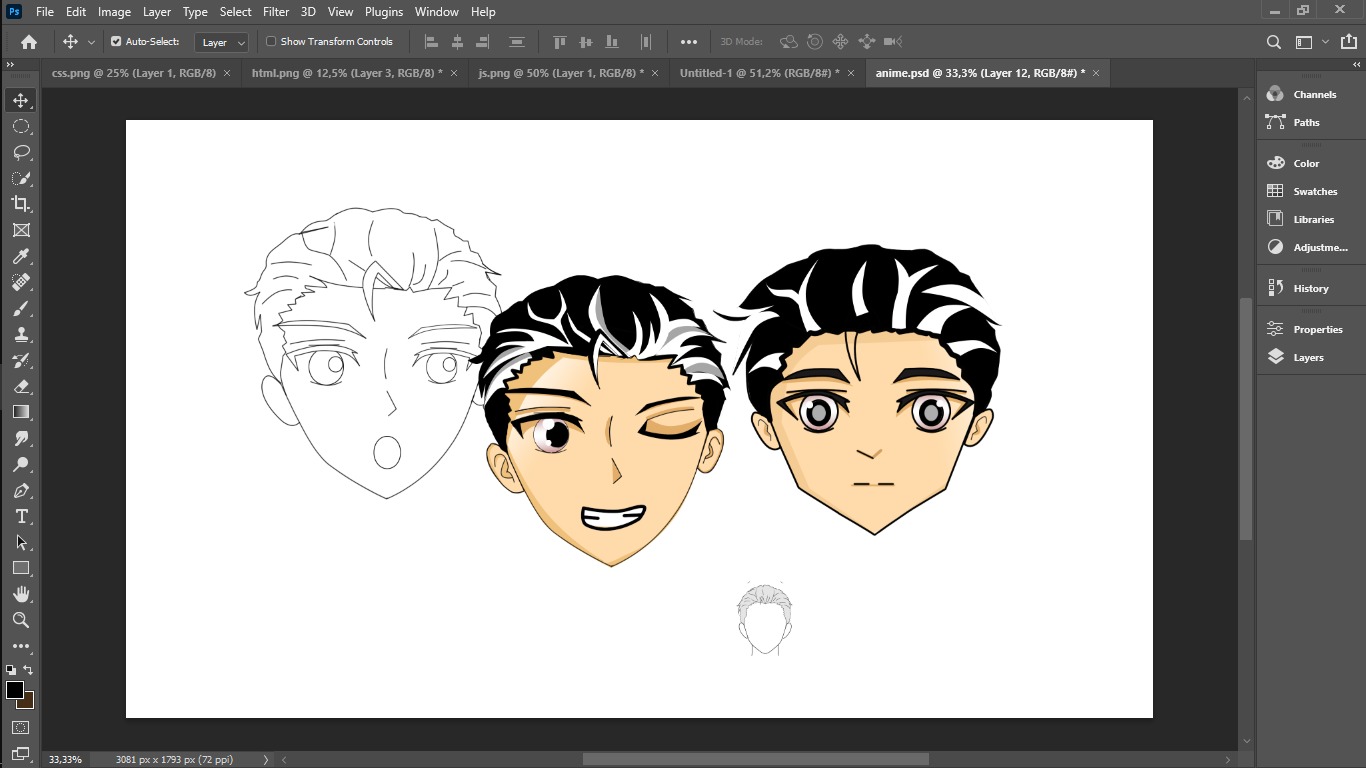 Ps File Edit Image Layer Type Select Filter 3D View Plugins Window Help
Auto-Select: Layer Show Transform Controls 3D Mode:
css.png @ 25% (Layer 1, RGB/8) html.png @ 12,5% (Layer 3, RGB/8) * js.png @ 50% (Layer 1, RGB/8) * Untitled-1 @ 51,2% (RGB/8#) * anime.psd @ 33,3% (Layer 12, RGB/8#) *
Channels
Paths
Color
Swatches
Libraries
Adjustme...
History
Properties
Layers
33,33% 3081 px x 1793 px (72 ppi)